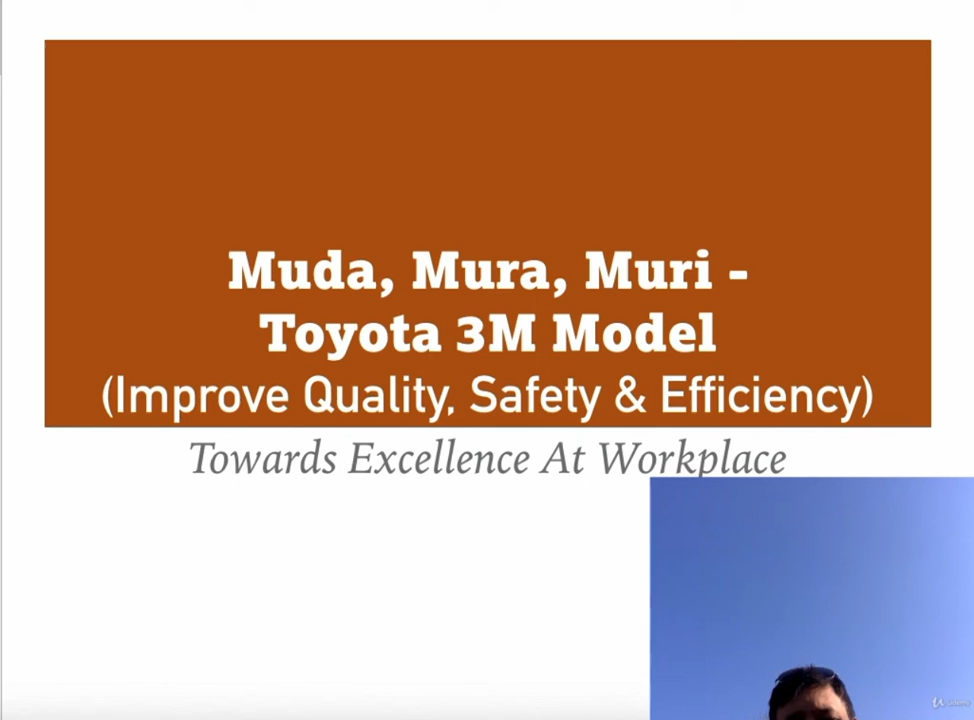 Muda, Mura, Muri -
Toyota 3M Model
(Improve Quality, Safety & Efficiency)
Towards Excellence At Workplace